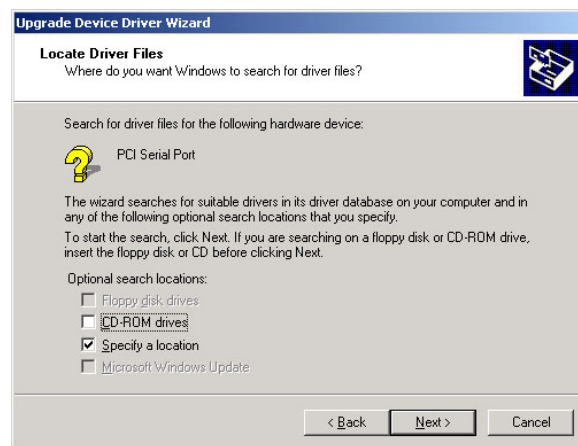 Upgrade Device Driver Wizard
Locate Driver Files
Where do you want Windows to search for driver files?
Search for driver files for the following hardware device:
PCI Serial Port
The wizard searches for suitable drivers in its driver database on your computer and in
any of the following optional search locations that you specify.
To start the search, click Next. If you are searching on a floppy disk or CD-ROM drive,
insert the floppy disk or CD before clicking Next.
Optional search locations:
Floppy disk drives
CD-ROM drives
Specify a location
Microsoft Windows Update
< Back Next > Cancel